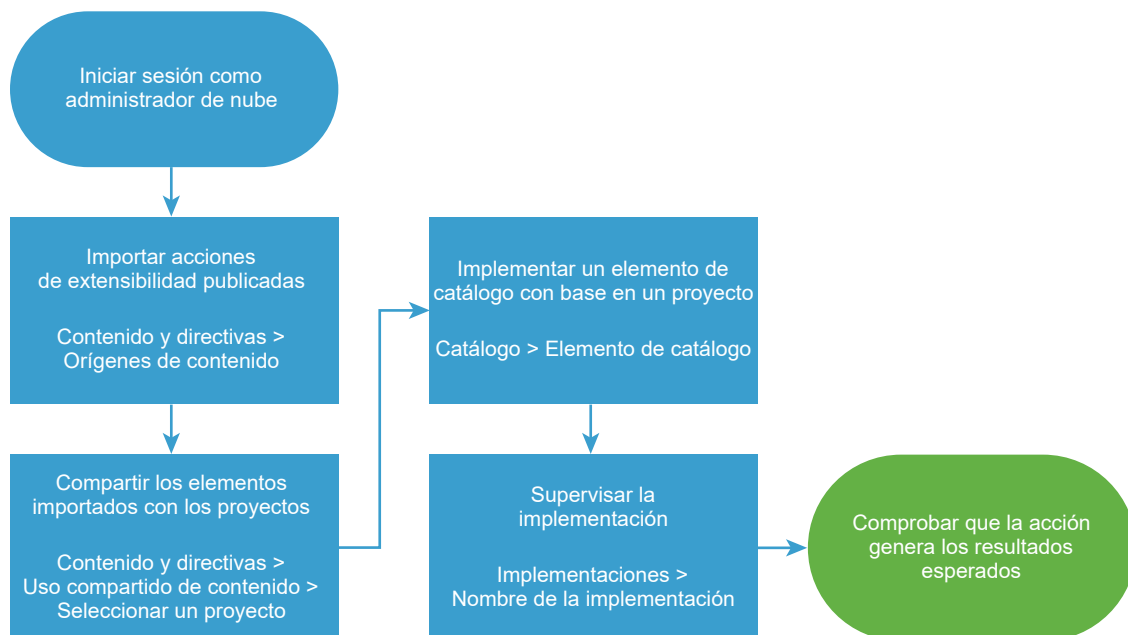 Iniciar sesión como
administrador de nube
Importar acciones
de extensibilidad publicadas
Contenido y directivas >
Orígenes de contenido
Compartir los elementos
importados con los proyectos
Contenido y directivas >
Uso compartido de contenido >
Seleccionar un proyecto
Implementar un elemento de
catálogo con base en un proyecto
Catálogo > Elemento de catálogo
Supervisar la
implementación
Implementaciones >
Nombre de la implementación
Comprobar que la acción
genera los resultados
esperados